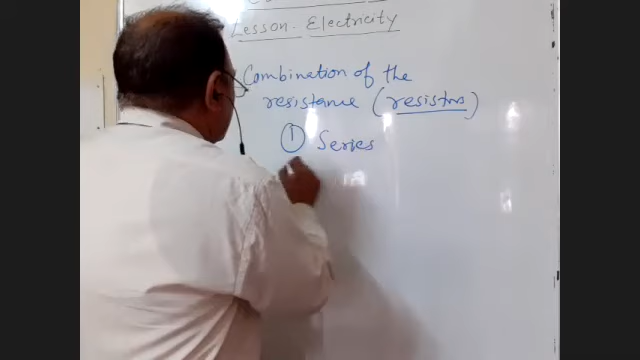 Lesson. Electricity
Combination of the
resistance (resistors)
① Series